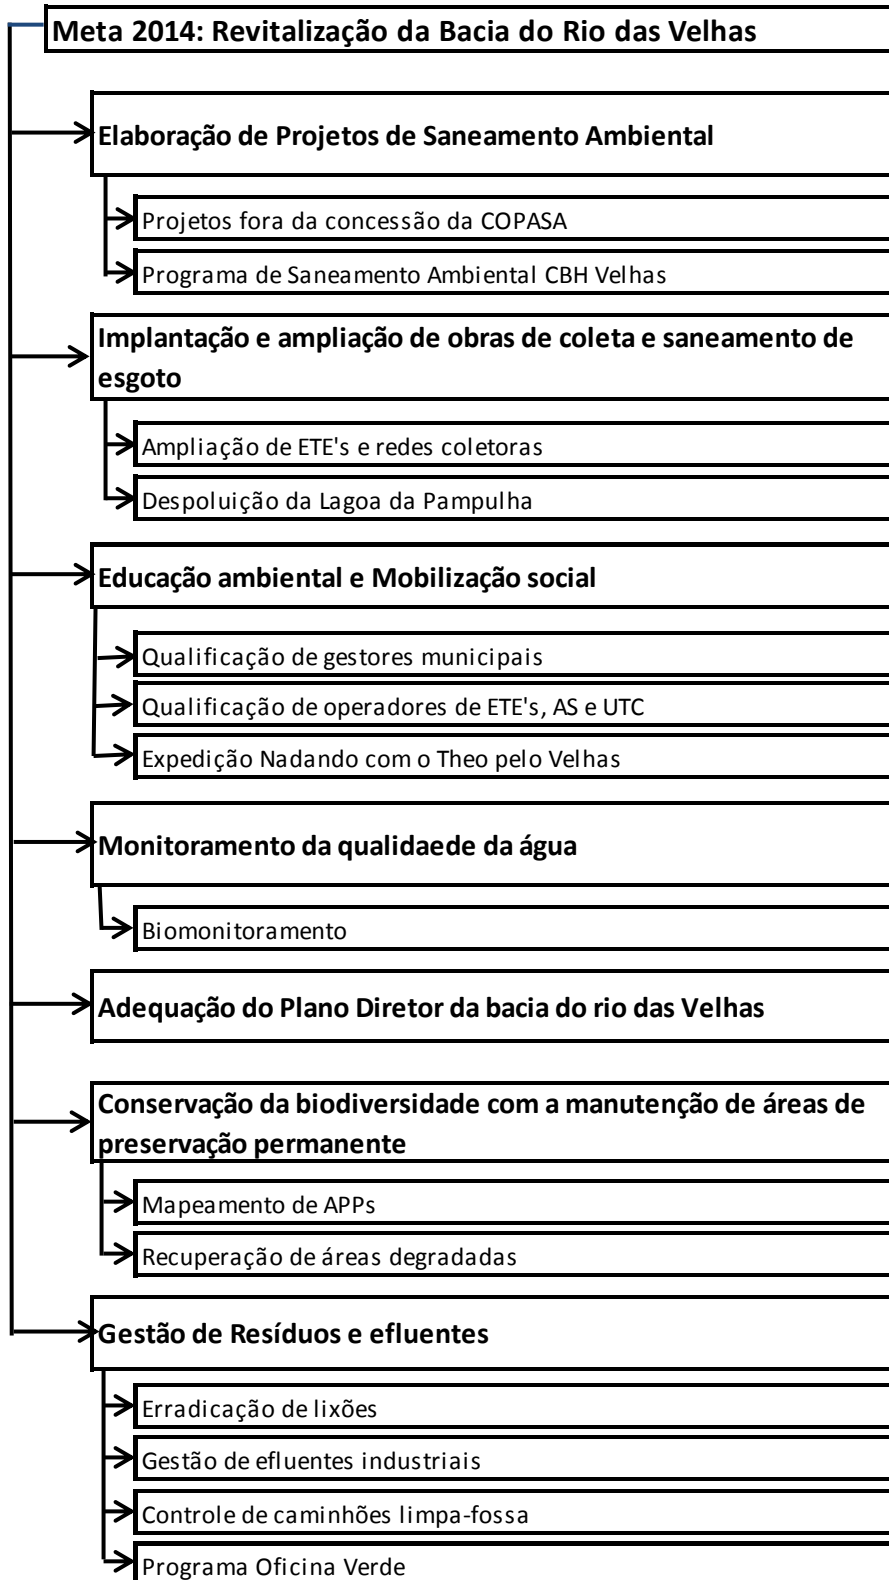 Meta 2014: Revitalização da Bacia do Rio das Velhas
Elaboração de Projetos de Saneamento Ambiental
Projetos fora da concessão da COPASA
Programa de Saneamento Ambiental CBH Velhas
Implantação e ampliação de obras de coleta e saneamento de
esgoto
Ampliação de ETE's e redes coletoras
Despoluição da Lagoa da Pampulha
Educação ambiental e Mobilização social
Qualificação de gestores municipais
Qualificação de operadores de ETE's, AS e UTC
Expedição Nadando com o Theo pelo Velhas
Monitoramento da qualidaede da água
Biomonitoramento
Adequação do Plano Diretor da bacia do rio das Velhas
Conservação da biodiversidade com a manutenção de áreas de
preservação permanente
Mapeamento de APPs
Recuperação de áreas degradadas
Gestão de Resíduos e efluentes
Erradicação de lixões
Gestão de efluentes industriais
Controle de caminhões limpa-fossa
Programa Oficina Verde